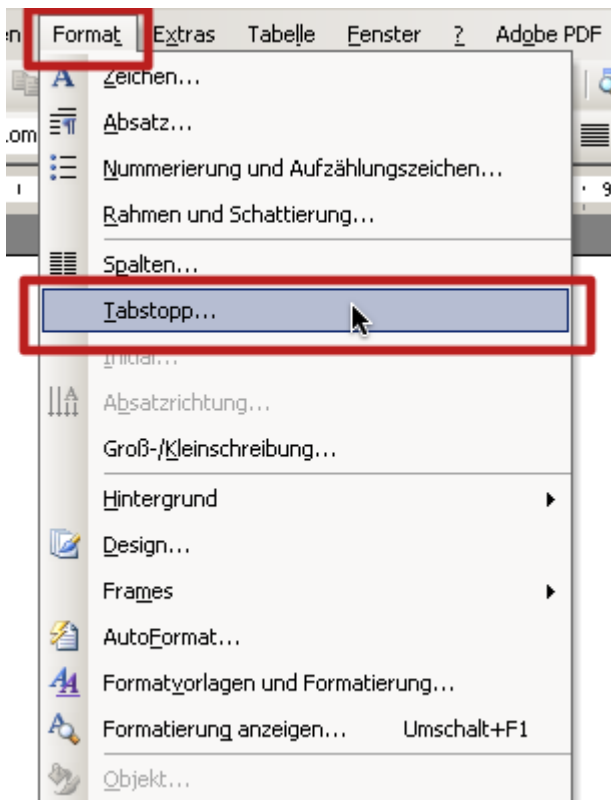 Format Extras Tabelle Fenster ? Adobe PDF
Zeichen...
Absatz...
Nummerierung und Aufzählungszeichen...
Rahmen und Schattierung...
Spalten...
Tabstopp...
Initial...
Absatzrichtung...
Groß-/Kleinschreibung...
Hintergrund
Design...
Frames
AutoFormat...
Formatvorlagen und Formatierung...
Formatierung anzeigen... Umschalt+F1
Objekt...